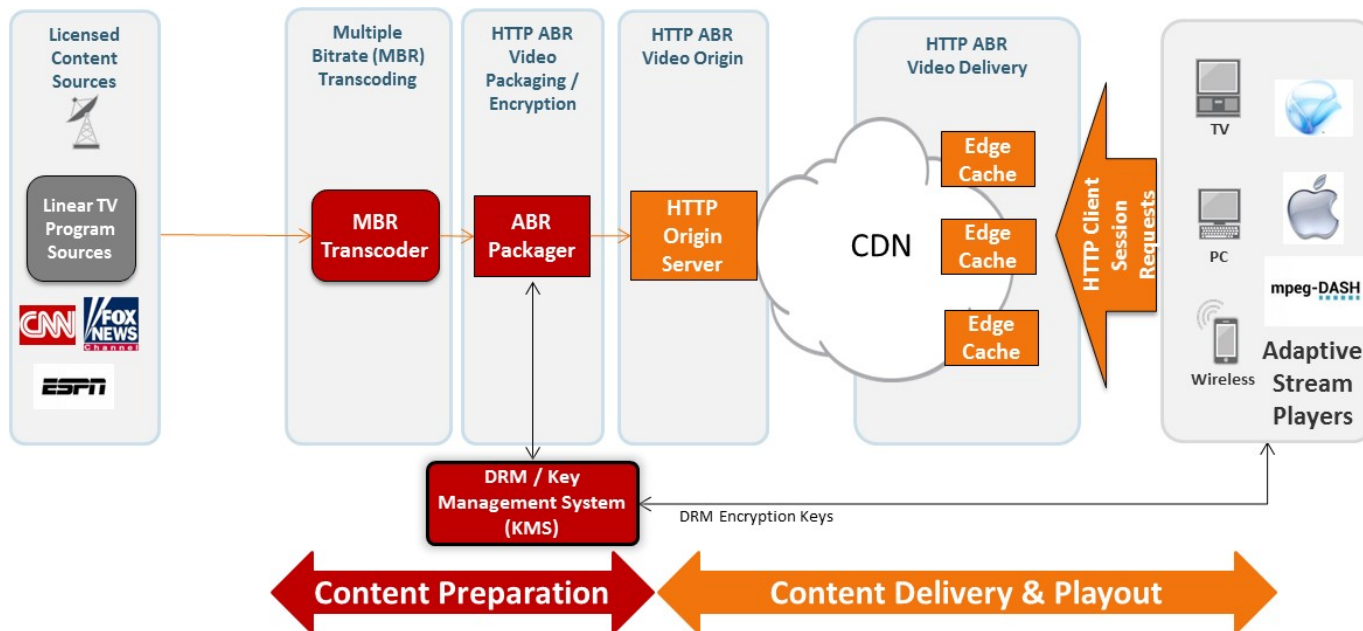 Licensed
Content
Sources
Linear TV
Program
Sources
CNN
FOX
NEWS
Channel
ESPN
Multiple
Bitrate (MBR)
Transcoding
MBR
Transcoder
HTTP ABR
Video
Packaging /
Encryption
ABR
Packager
HTTP ABR
Video Origin
HTTP
Origin
Server
HTTP ABR
Video Delivery
CDN
Edge
Cache
Edge
Cache
Edge
Cache
HTTP Client
Session
Requests
TV
PC
Wireless
mpeg-DASH
Adaptive
Stream
Players
DRM / Key
Management System
(KMS)
DRM Encryption Keys
Content Preparation
Content Delivery & Playout